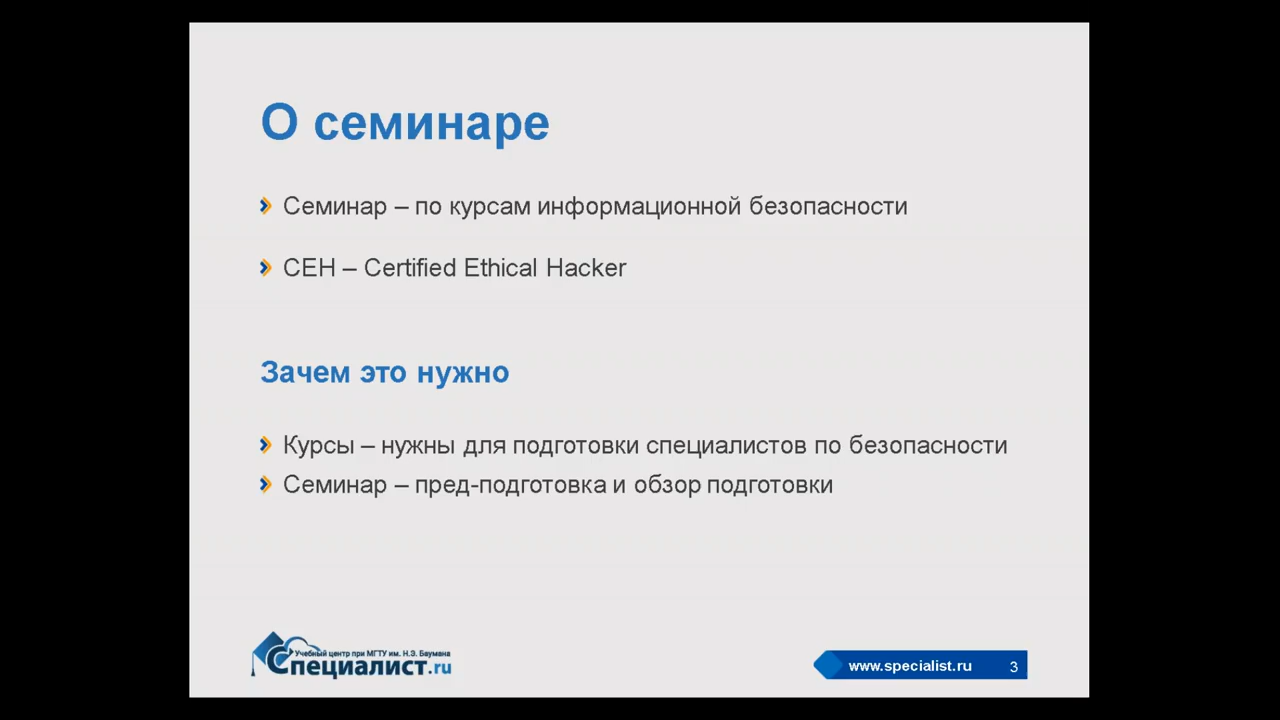 О семинаре
Семинар – по курсам информационной безопасности
CEH – Certified Ethical Hacker
Зачем это нужно
Курсы – нужны для подготовки специалистов по безопасности
Семинар – пред-подготовка и обзор подготовки
Учебный центр при МГТУ им. Н.Э. Баумана
Специалист.ru
www.specialist.ru 3